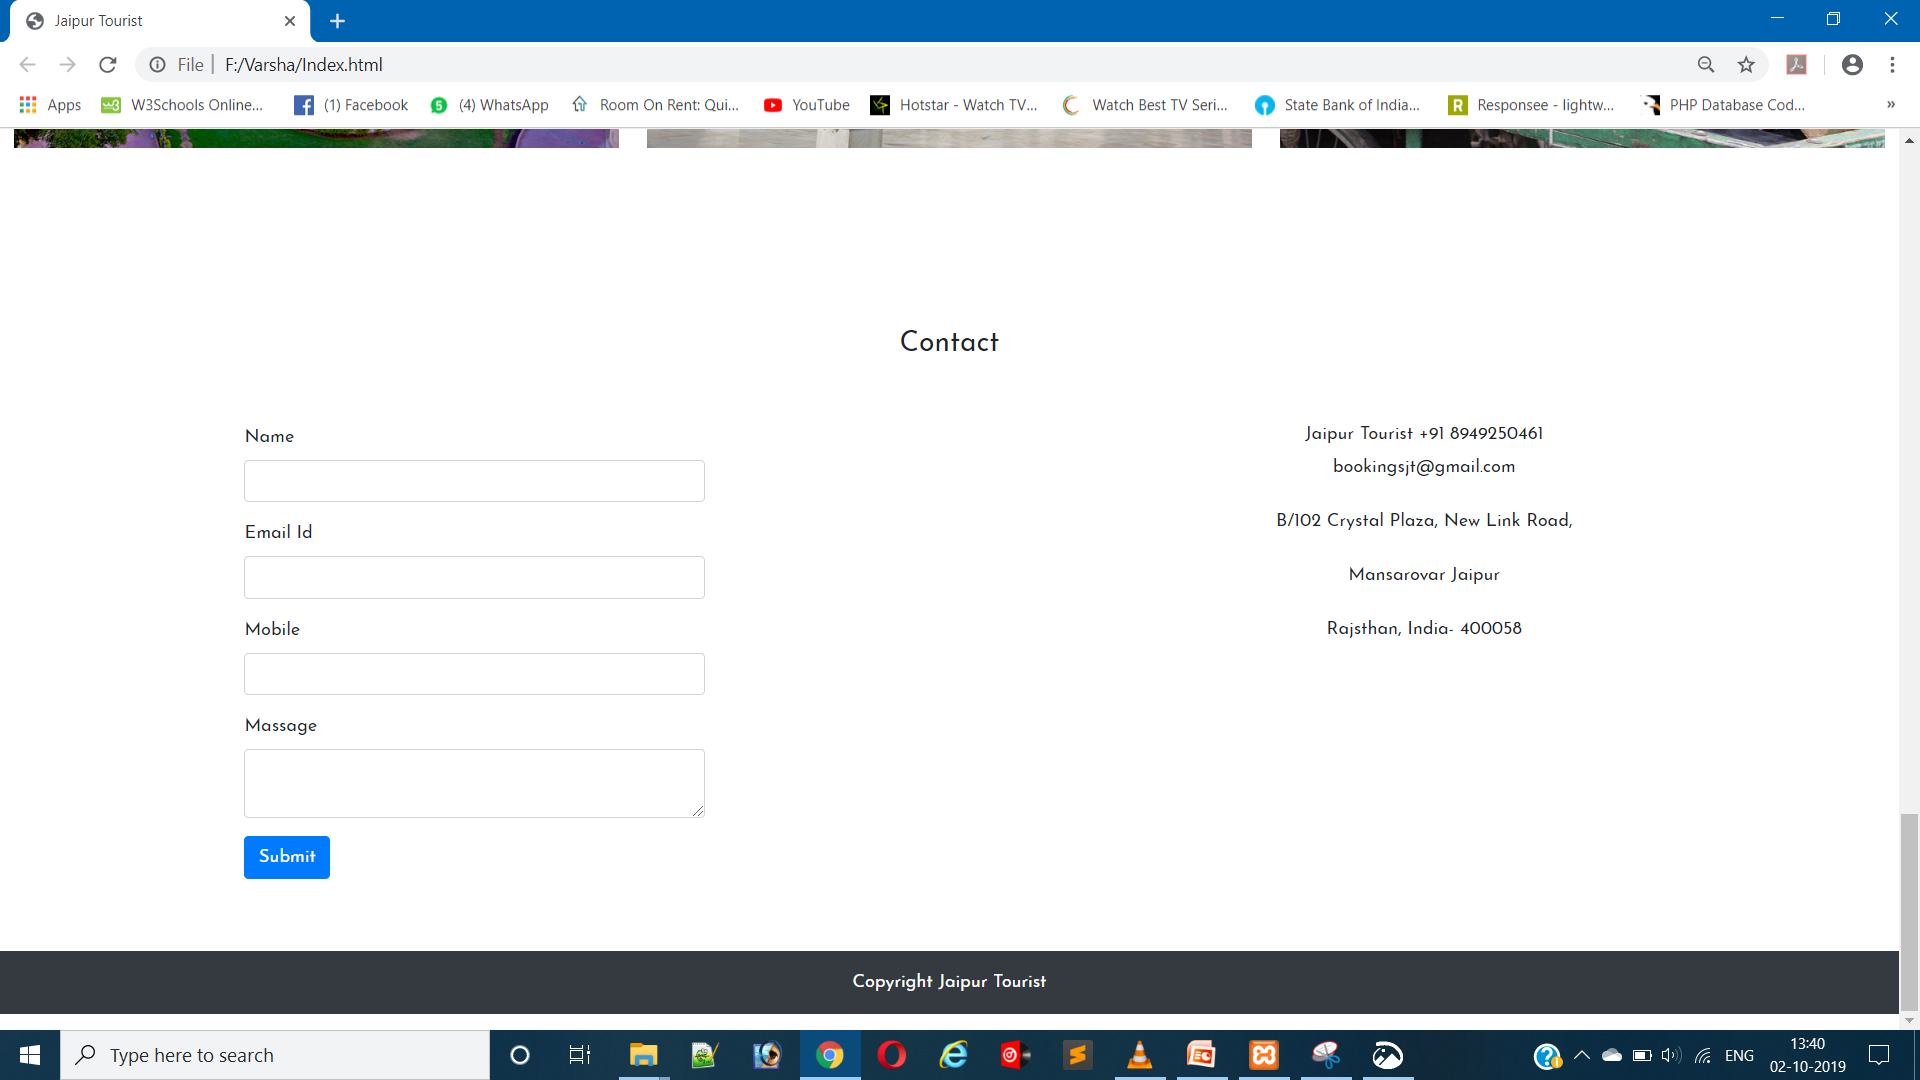 Jaipur Tourist
File | F:/Varsha/Index.html
Apps W3Schools Online... (1) Facebook (4) WhatsApp Room On Rent: Qui... YouTube Hotstar - Watch TV... Watch Best TV Seri... State Bank of India... Responsee - lightw... PHP Database Cod... »
Contact
Name
Email Id
Mobile
Massage
Submit
Jaipur Tourist +91 8949250461
bookingsjt@gmail.com
B/102 Crystal Plaza, New Link Road,
Mansarovar Jaipur
Rajsthan, India- 400058
Copyright Jaipur Tourist
Type here to search
ENG
13:40
02-10-2019